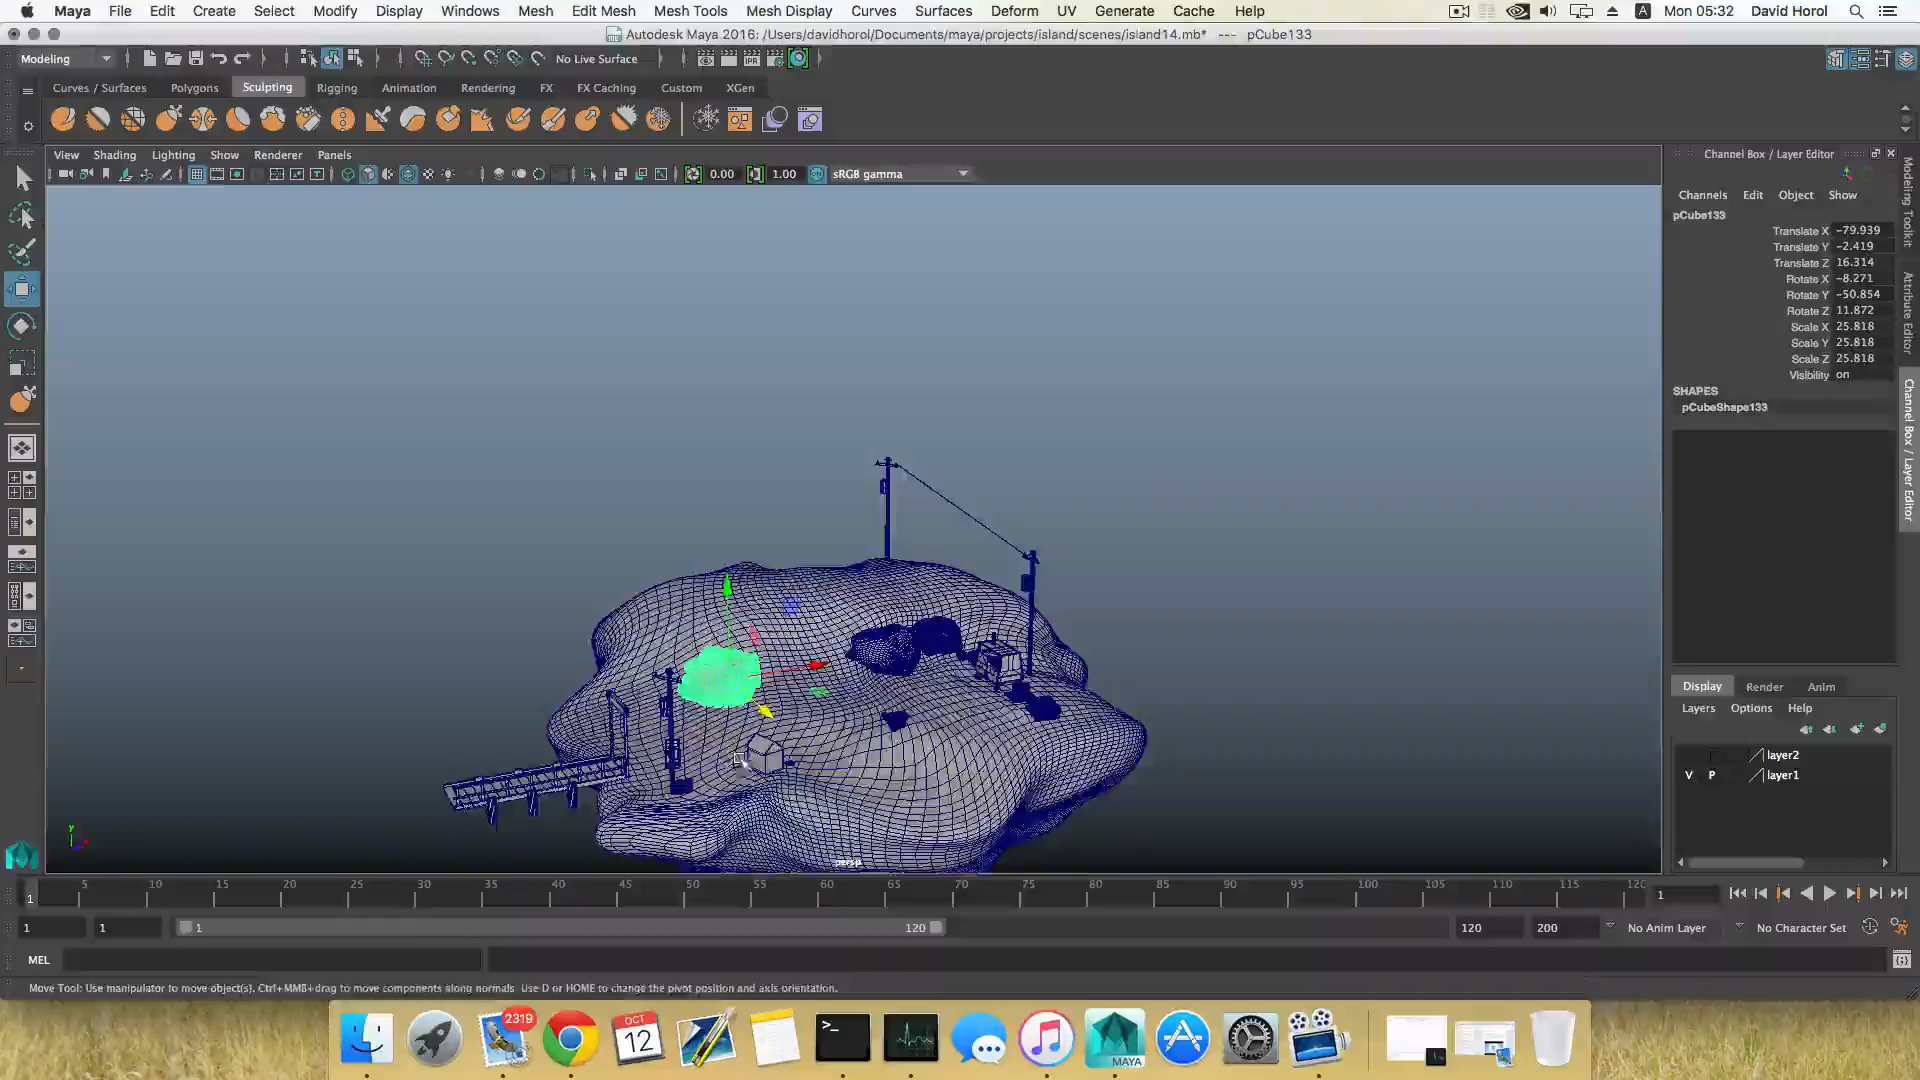 Maya File Edit Create Select Modify Display Windows Mesh Edit Mesh Mesh Tools Mesh Display Curves Surfaces Deform UV Generate Cache Help A Mon 05:32 David Horol
Autodesk Maya 2016: /Users/davidhorol/Documents/maya/projects/island/scenes/island14.mb* --- pCube133
Modeling No Live Surface
Curves / Surfaces Polygons Sculpting Rigging Animation Rendering FX FX Caching Custom XGen
View Shading Lighting Show Renderer Panels
0.00 1.00 sRGB gamma
Channel Box / Layer Editor
Channels Edit Object Show
pCube133
Translate X -79.939
Translate Y -2.419
Translate Z 16.314
Rotate X -8.271
Rotate Y -50.854
Rotate Z 11.872
Scale X 25.818
Scale Y 25.818
Scale Z 25.818
Visibility on
SHAPES
pCubeShape133
Modeling Toolkit
Attribute Editor
Channel Box / Layer Editor
Display Render Anim
Layers Options Help
layer2
V P layer1
y
persp
5 10 15 20 25 30 35 40 45 50 55 60 65 70 75 80 85 90 95 100 105 110 115 120
1 1
1 1 1 120 120 200 No Anim Layer No Character Set
MEL
Move Tool: Use manipulator to move object(s). Ctrl+MMB+drag to move components along normals. Use D or HOME to change the pivot position and axis orientation.
2319
OCT
12
>_
MAYA